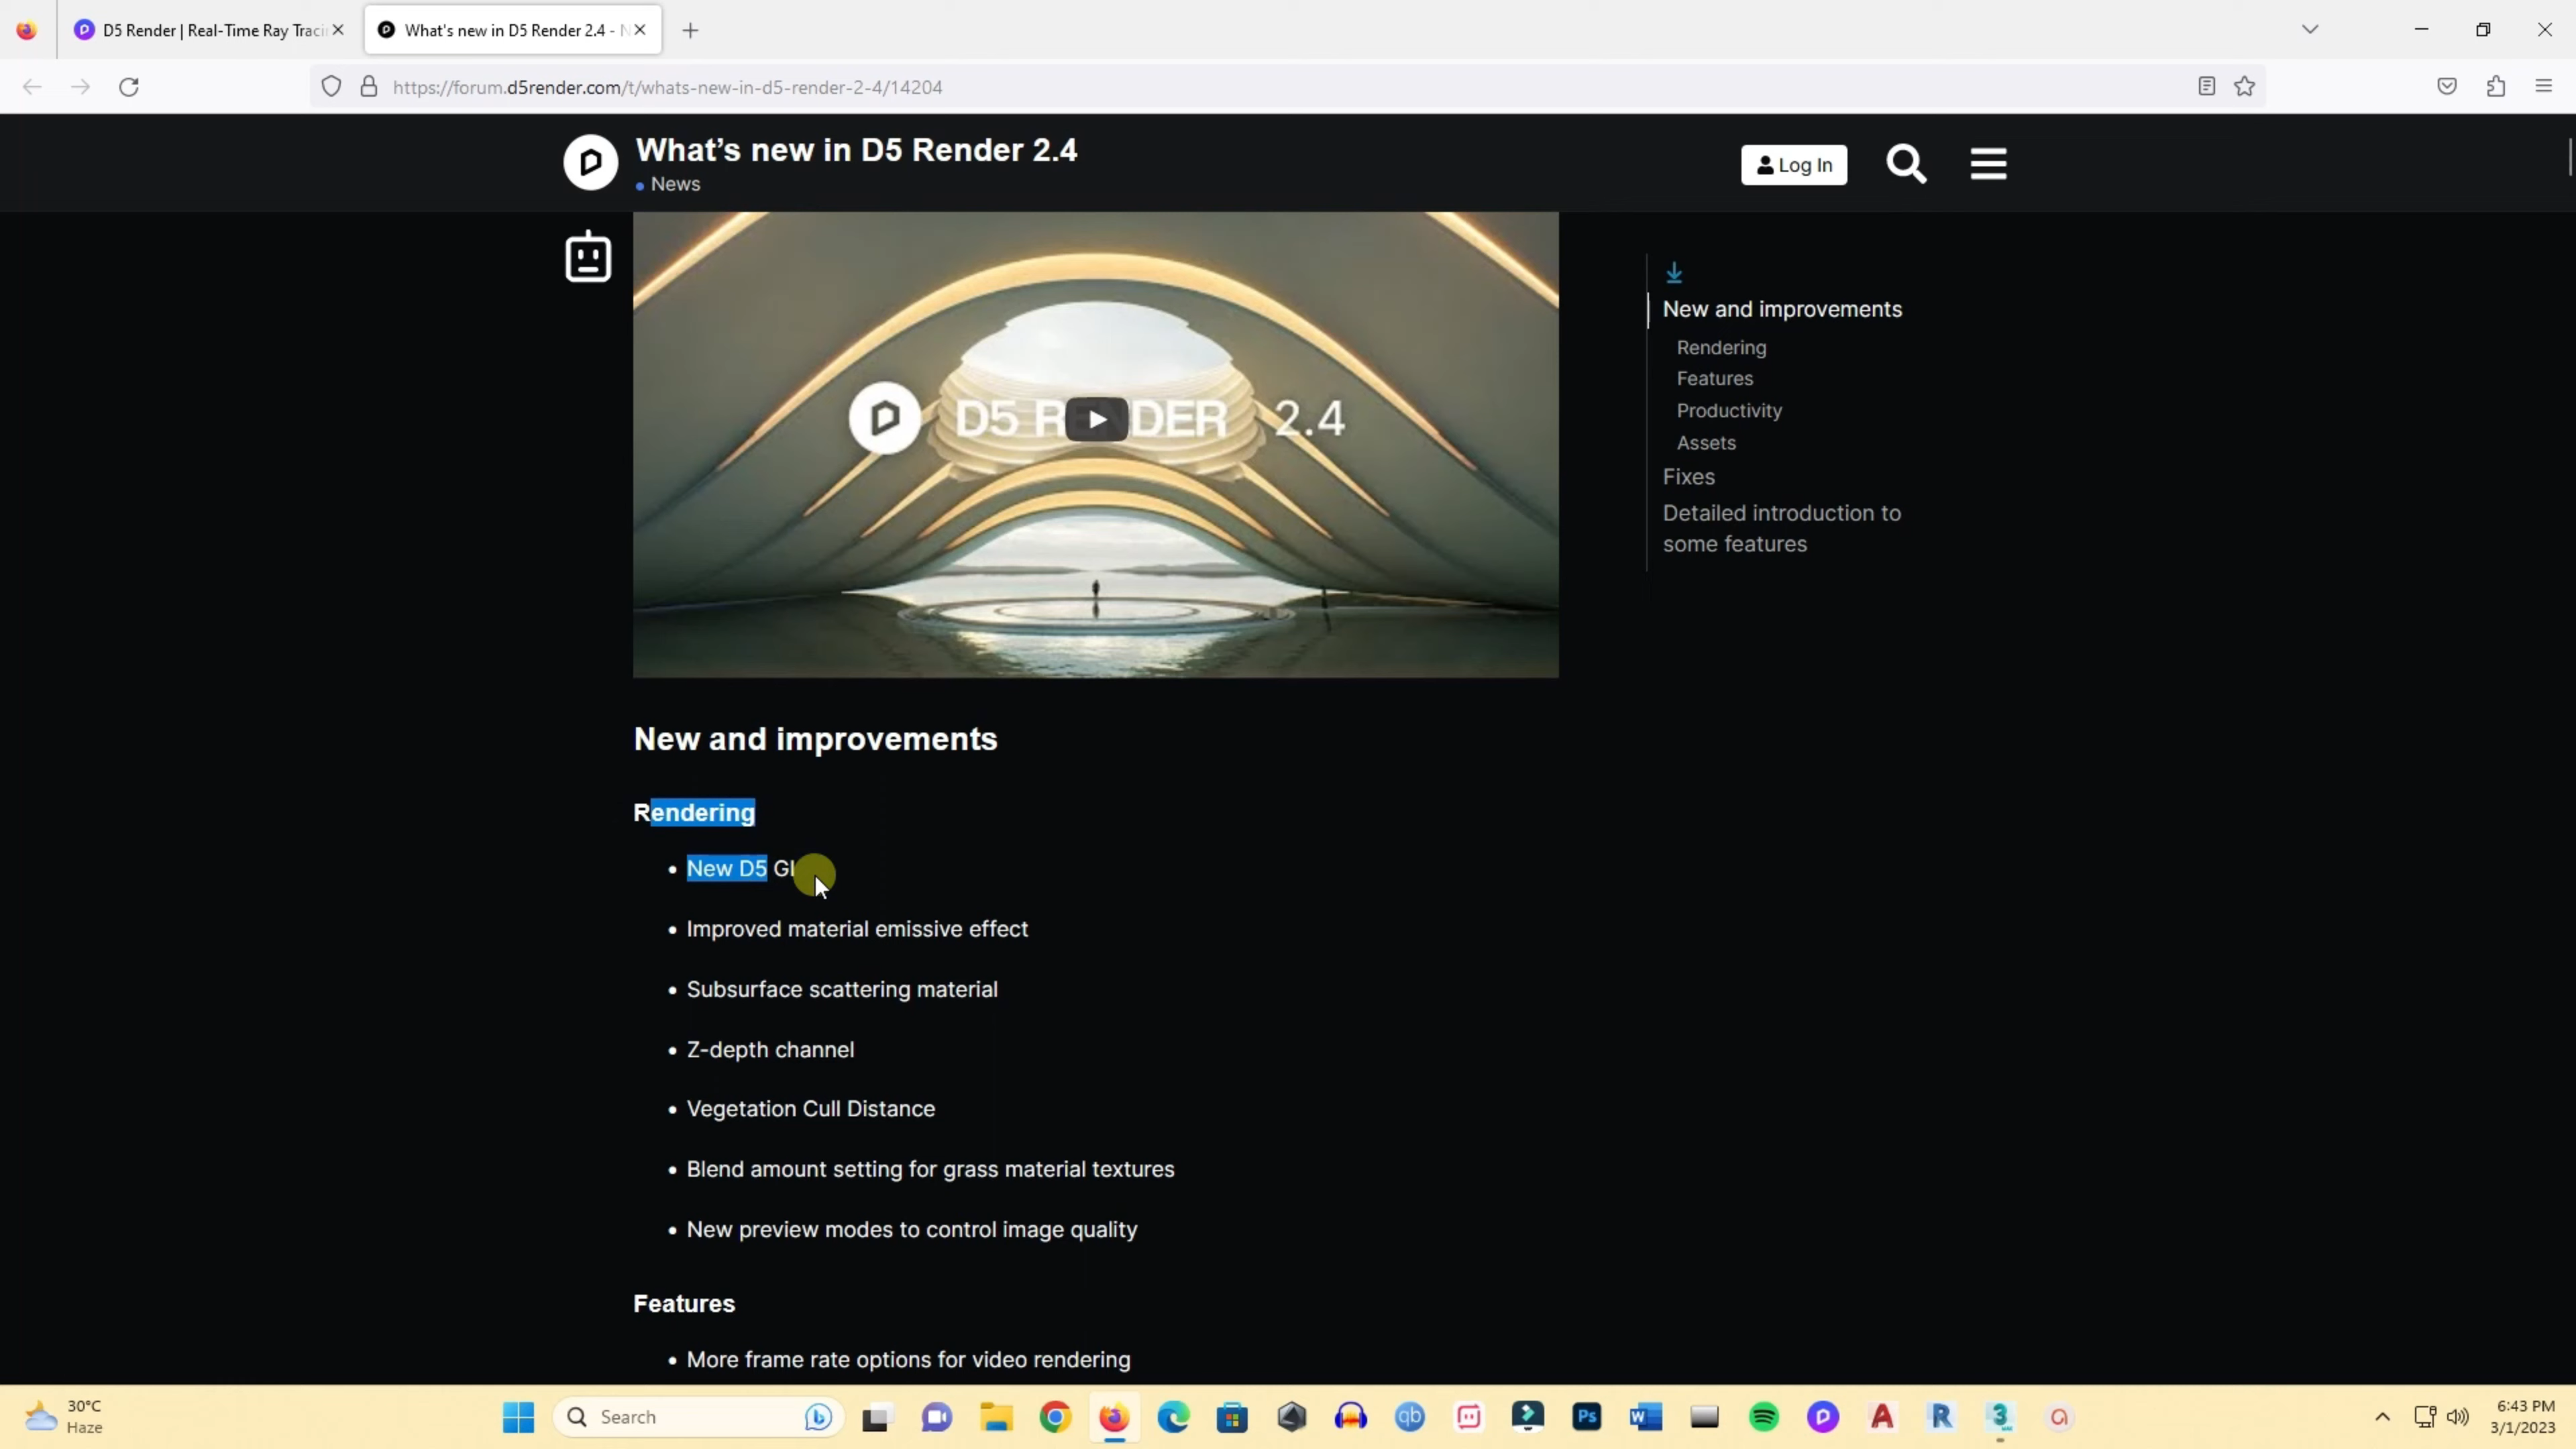 D5 Render | Real-Time Ray Traci
What's new in D5 Render 2.4 - N
https://forum.d5render.com/t/whats-new-in-d5-render-2-4/14204
What's new in D5 Render 2.4
News
Log In
D5 RENDER 2.4
New and improvements
Rendering
Features
Productivity
Assets
Fixes
Detailed introduction to
some features
New and improvements
Rendering
• New D5 GI
• Improved material emissive effect
• Subsurface scattering material
• Z-depth channel
• Vegetation Cull Distance
• Blend amount setting for grass material textures
• New preview modes to control image quality
Features
• More frame rate options for video rendering
30°C
Haze
Search
qb
Ps
W
A
R
3
a
6:43 PM
3/1/2023